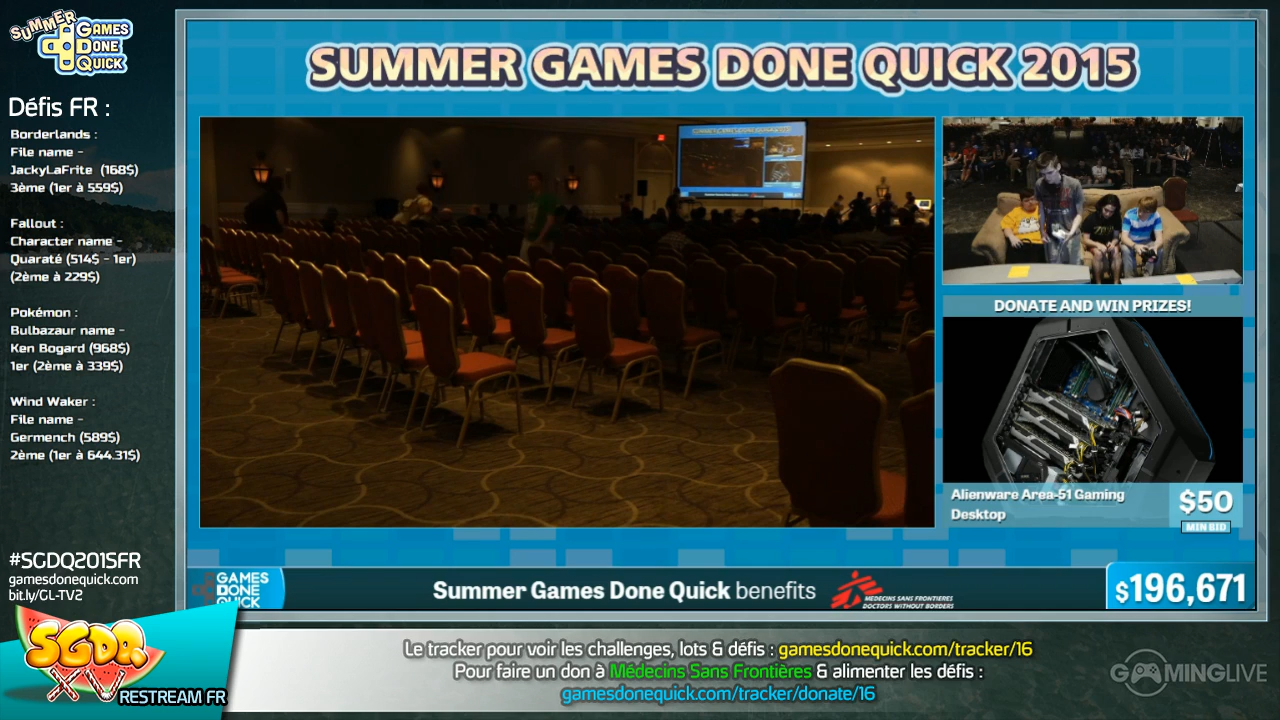 SUMMER
GAMES
DONE
QUICK
Défis FR :
Borderlands :
File name -
JackyLaFrite (168$)
3ème (1er à 559$)
Fallout :
Character name -
Quaraté (514$ - 1er)
(2ème à 229$)
Pokémon :
Bulbazaur name -
Ken Bogard (968$)
1er (2ème à 339$)
Wind Waker :
File name -
Germench (589$)
2ème (1er à 644.31$)
#SGDQ2015FR
gamesdonequick.com
bit.ly/GL-TV2
SGDQ
XV
RESTREAM FR
SUMMER GAMES DONE QUICK 2015
DONATE AND WIN PRIZES!
Alienware Area-51 Gaming
Desktop
$50
MIN BID
GAMES
DONE
QUICK
Summer Games Done Quick benefits
MEDECINS SANS FRONTIERES
DOCTORS WITHOUT BORDERS
$196,671
Le tracker pour voir les challenges, lots & défis : gamesdonequick.com/tracker/16
Pour faire un don à Médecins Sans Frontières & alimenter les défis :
gamesdonequick.com/tracker/donate/16
GAMING LIVE